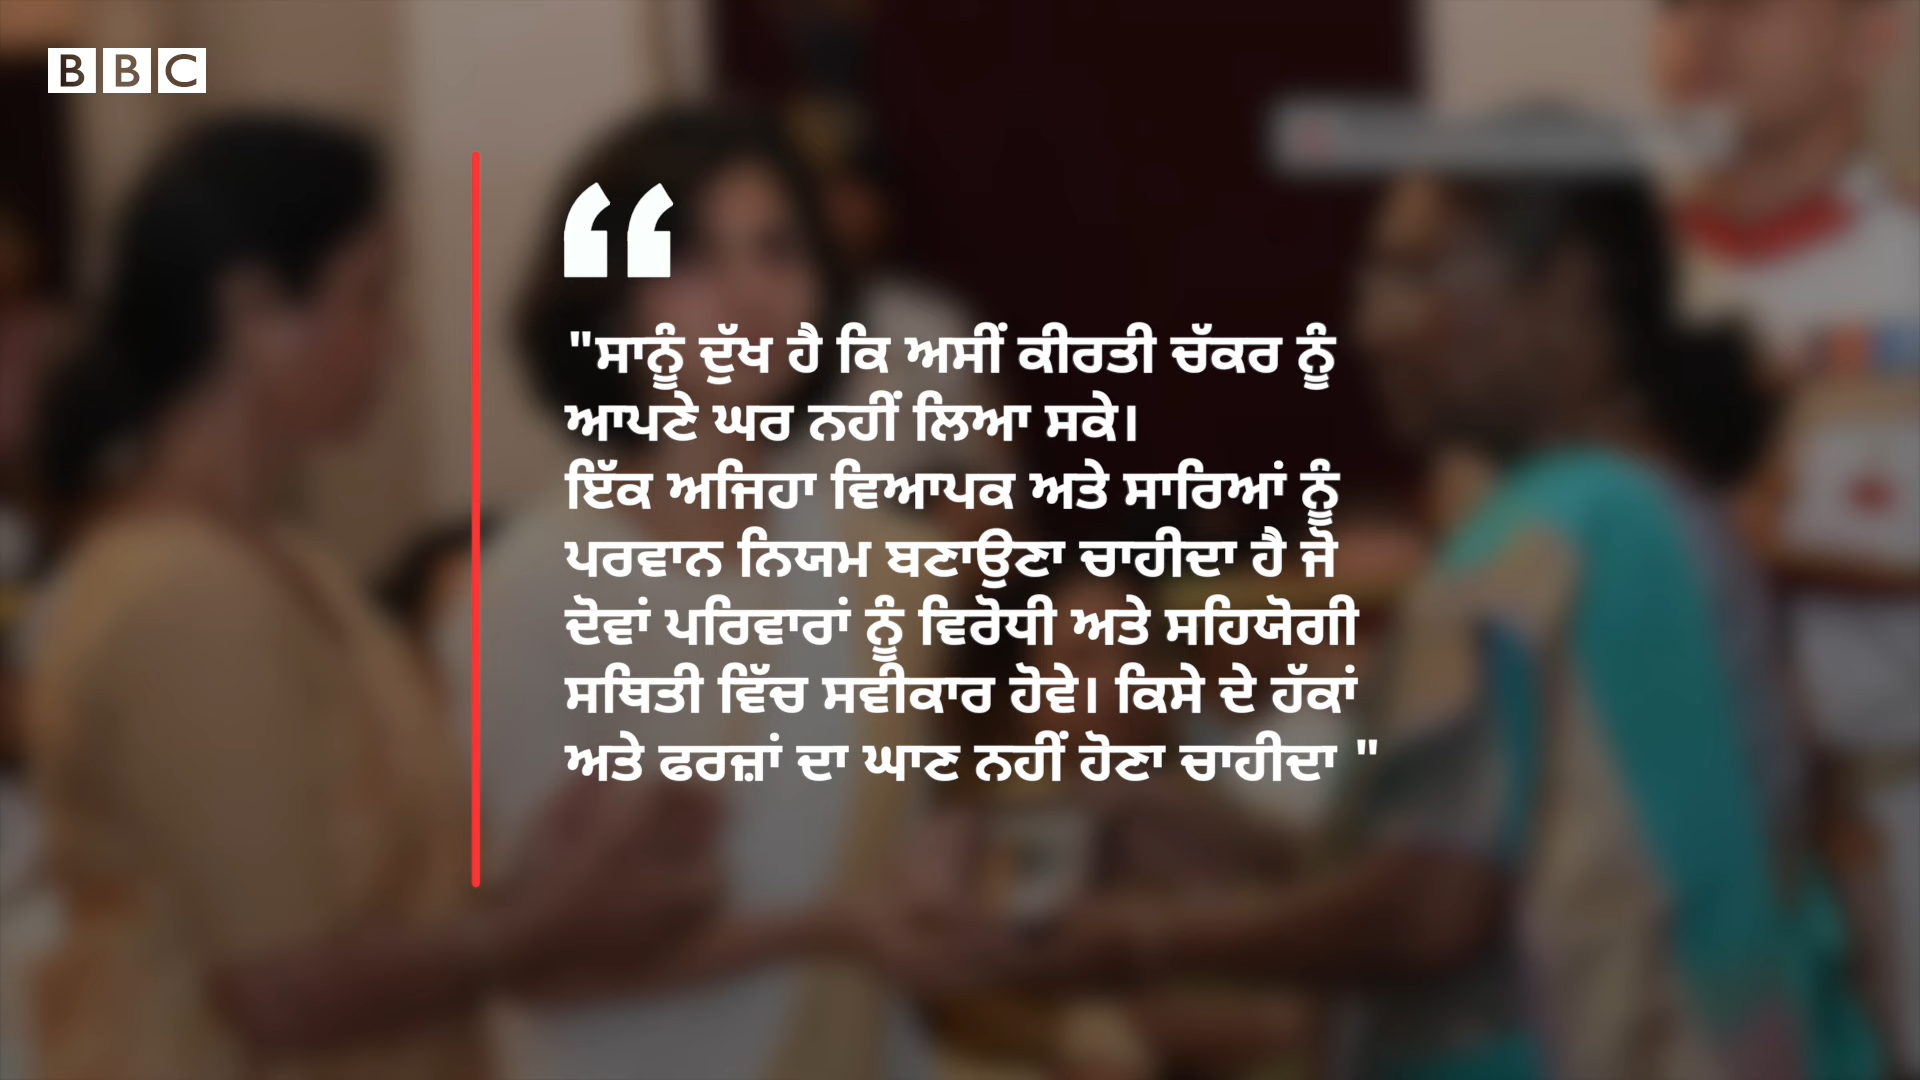 BBC
"ਸਾਨੂੰ ਦੁੱਖ ਹੈ ਕਿ ਅਸੀਂ ਕੀਰਤੀ ਚੱਕਰ ਨੂੰ
ਆਪਣੇ ਘਰ ਨਹੀਂ ਲਿਆ ਸਕੇ।
ਇੱਕ ਅਜਿਹਾ ਵਿਆਪਕ ਅਤੇ ਸਾਰਿਆਂ ਨੂੰ
ਪਰਵਾਨ ਨਿਯਮ ਬਣਾਉਣਾ ਚਾਹੀਦਾ ਹੈ ਜੋ
ਦੋਵਾਂ ਪਰਿਵਾਰਾਂ ਨੂੰ ਵਿਰੋਧੀ ਅਤੇ ਸਹਿਯੋਗੀ
ਸਥਿਤੀ ਵਿੱਚ ਸਵੀਕਾਰ ਹੋਵੇ। ਕਿਸੇ ਦੇ ਹੱਕਾਂ
ਅਤੇ ਫਰਜ਼ਾਂ ਦਾ ਘਾਣ ਨਹੀਂ ਹੋਣਾ ਚਾਹੀਦਾ "